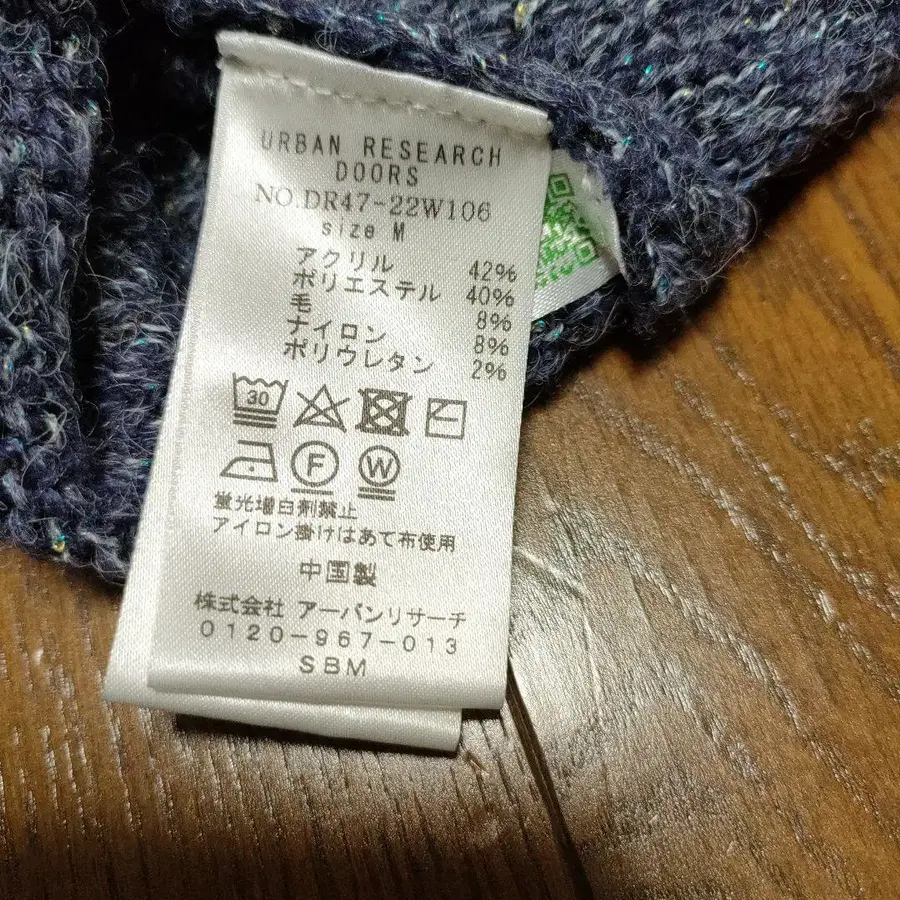 URBAN RESEARCH
DOORS
NO.DR47-22W106
size M
アクリル 42%
ポリエステル 40%
毛 8%
ナイロン 8%
ポリウレタン 2%
30
F W
蛍光増白剤禁止
アイロン掛けはあて布使用
中国製
株式会社 アーバンリサーチ
0120-967-013
SBM